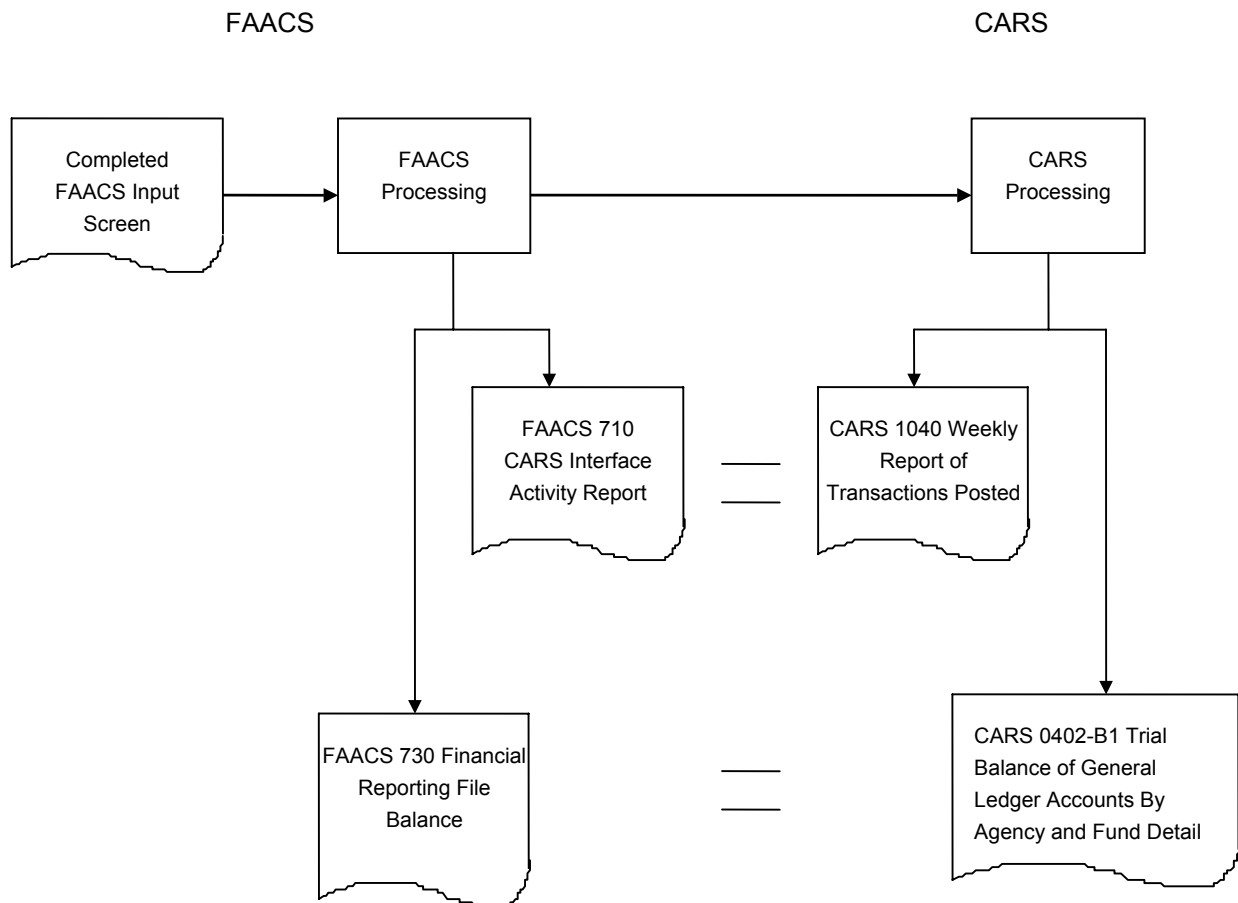 FAACS
CARS
Completed
FAACS Input
Screen
FAACS
Processing
CARS
Processing
FAACS 710
CARS Interface
Activity Report
CARS 1040 Weekly
Report of
Transactions Posted
FAACS 730 Financial
Reporting File
Balance
CARS 0402-B1 Trial
Balance of General
Ledger Accounts By
Agency and Fund Detail